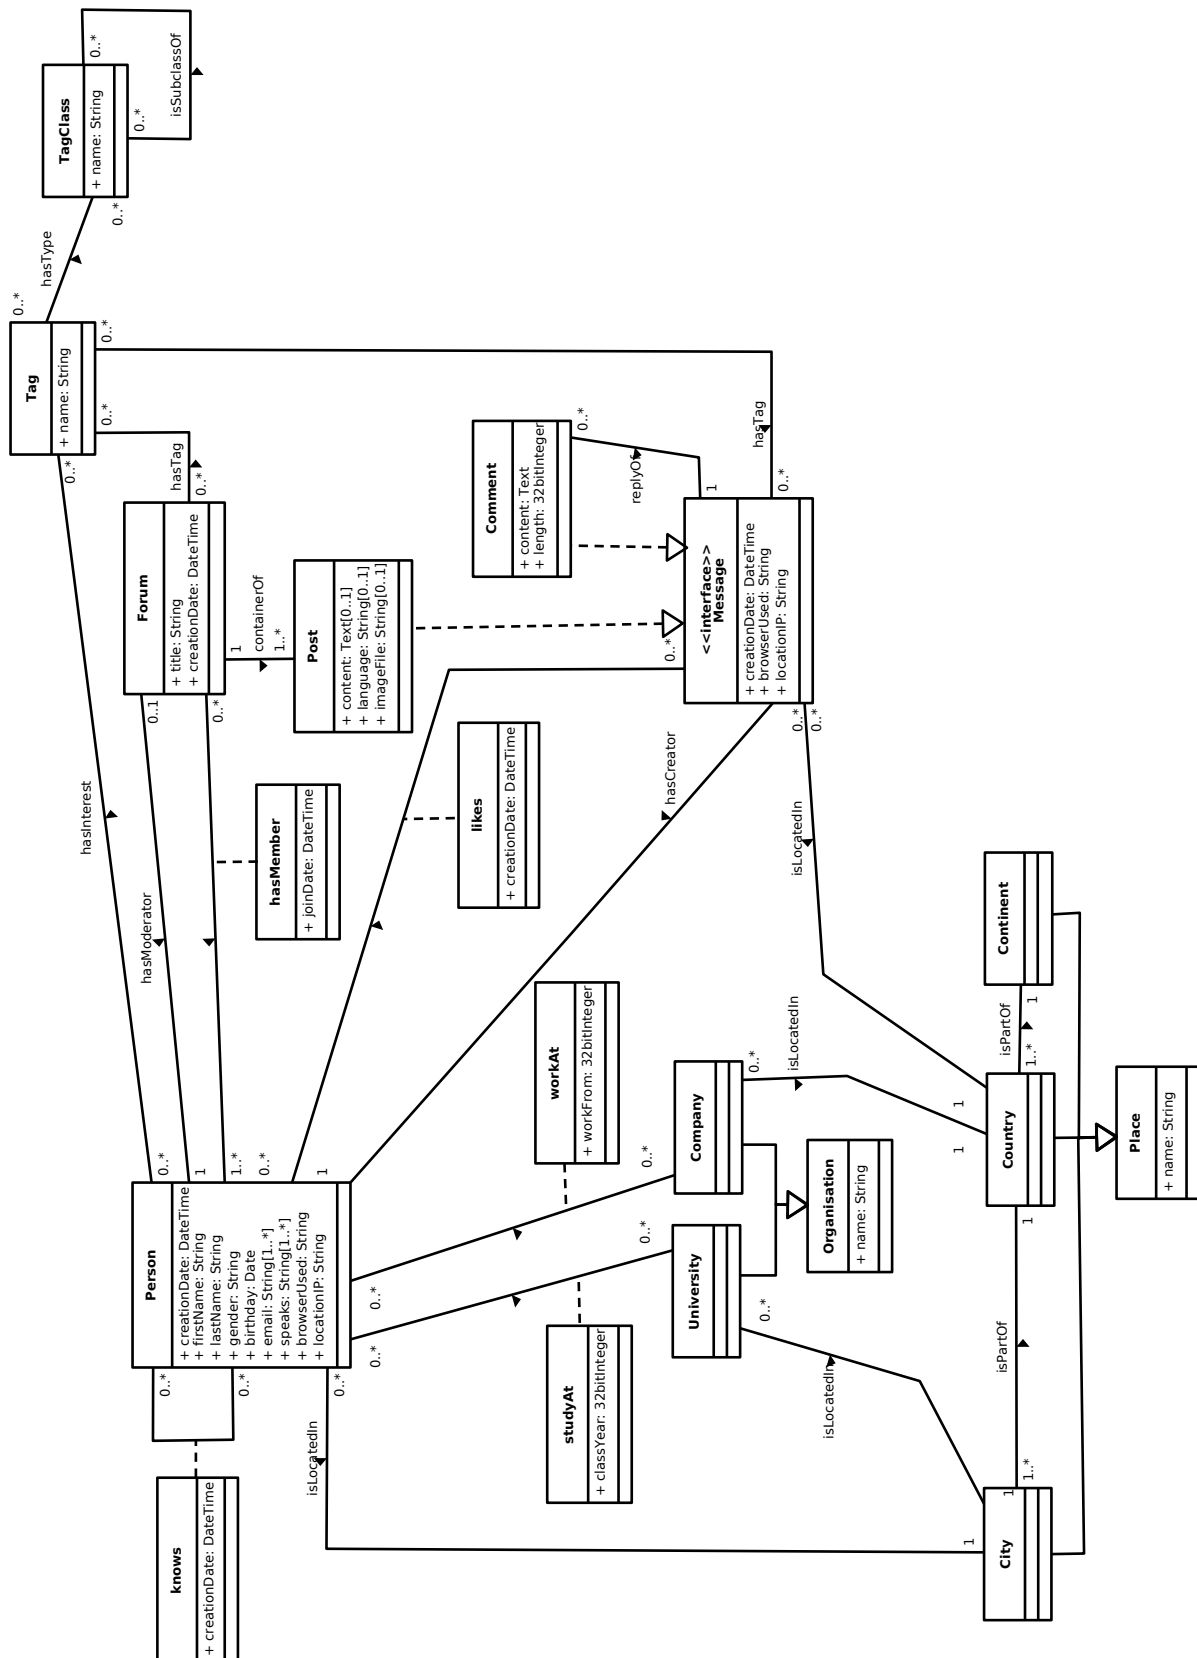 TagClass
+ name: String
0..*
0..*
isSubclassOf
0..*
hasType
0..*
Tag
+ name: String
0..*
0..*
0..*
hasTag
0..*
hasTag
0..*
Forum
+ title: String
+ creationDate: DateTime
1
containerOf
1..*
0..1
0..*
Post
+ content: Text[0..1]
+ language: String[0..1]
+ imageFile: String[0..1]
Comment
+ content: Text
+ length: 32bitInteger
0..*
replyOf
1
<<interface>>
Message
+ creationDate: DateTime
+ browserUsed: String
+ locationIP: String
0..*
0..*
0..*
hasInterest
hasModerator
hasMember
+ joinDate: DateTime
likes
+ creationDate: DateTime
hasCreator
isLocatedIn
Continent
1
isPartOf
1..*
workAt
+ workFrom: 32bitInteger
Company
0..*
isLocatedIn
0..*
1
1
Country
1
Place
+ name: String
Organisation
+ name: String
University
0..*
0..*
isLocatedIn
Person
+ creationDate: DateTime
+ firstName: String
+ lastName: String
+ gender: String
+ birthday: Date
+ email: String[1..*]
+ speaks: String[1..*]
+ browserUsed: String
+ locationIP: String
0..*
1
1..*
0..*
1
0..*
0..*
0..*
0..*
0..*
studyAt
+ classYear: 32bitInteger
isLocatedIn
isPartOf
1..*
1
1
City
knows
+ creationDate: DateTime